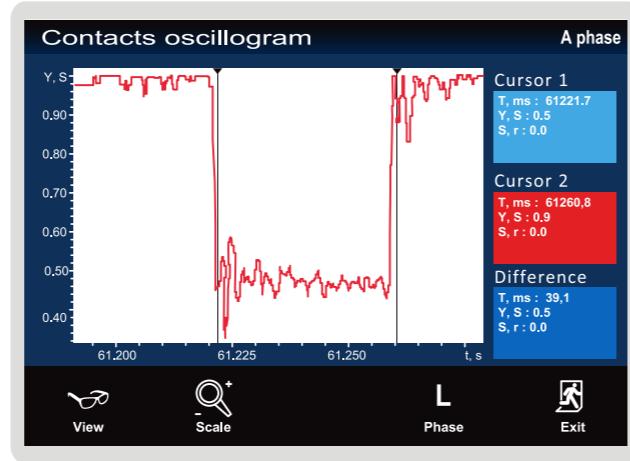 Contacts oscillogram
A phase
Y, S
0.90
0.80
0.70
0.60
0.50
0.40
61.200
61.225
61.250
t, s
Cursor 1
T, ms : 61221.7
Y, S : 0.5
S, r : 0.0
Cursor 2
T, ms : 61260,8
Y, S : 0.9
S, r : 0.0
Difference
T, ms : 39,1
Y, S : 0.5
S, r : 0.0
View
Scale
L
Phase
Exit